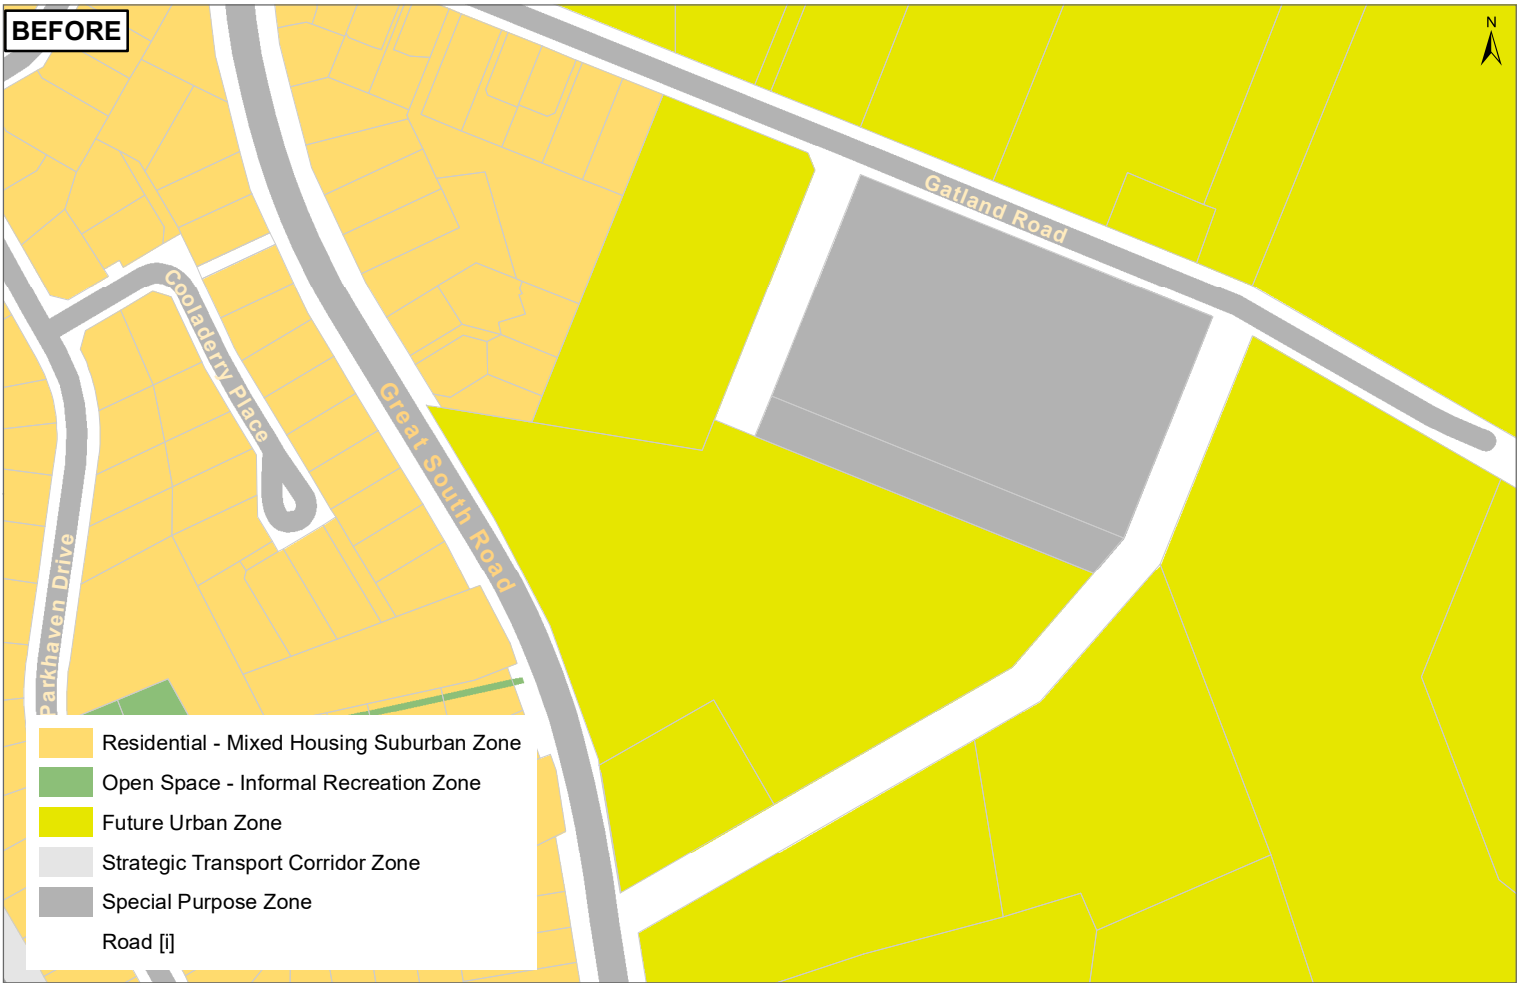 BEFORE
N
Gatland Road
Cooladerry Place
Great South Road
Parkhaven Drive
Residential - Mixed Housing Suburban Zone
Open Space - Informal Recreation Zone
Future Urban Zone
Strategic Transport Corridor Zone
Special Purpose Zone
Road [i]